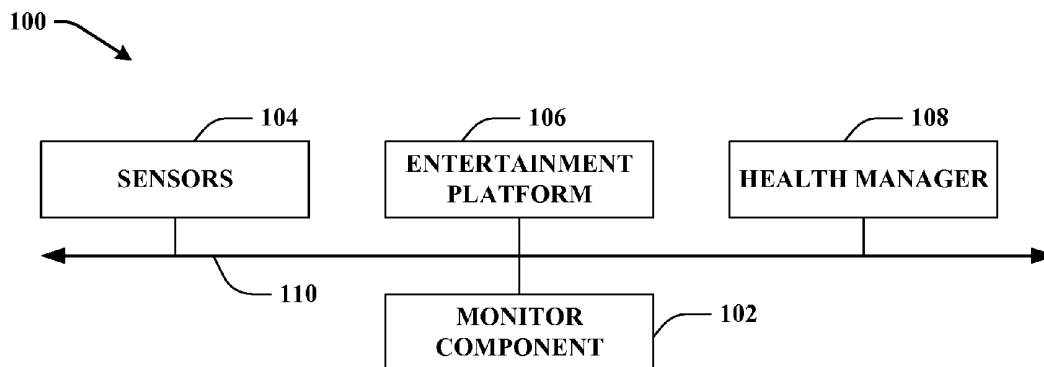 100
104
106
108
SENSORS
ENTERTAINMENT
PLATFORM
HEALTH MANAGER
110
MONITOR
COMPONENT
102